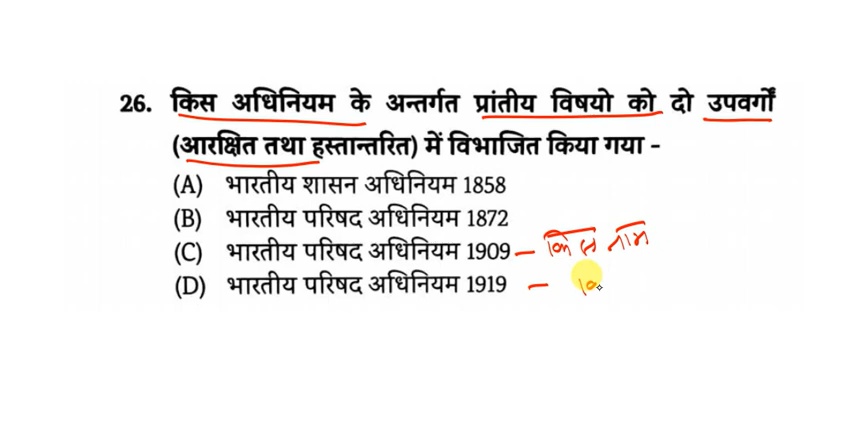 26. किस अधिनियम के अन्तर्गत प्रांतीय विषयो को दो उपवर्गों
(आरक्षित तथा हस्तान्तरित) में विभाजित किया गया -
(A) भारतीय शासन अधिनियम 1858
(B) भारतीय परिषद अधिनियम 1872
(C) भारतीय परिषद अधिनियम 1909 - किस नाम
(D) भारतीय परिषद अधिनियम 1919 -